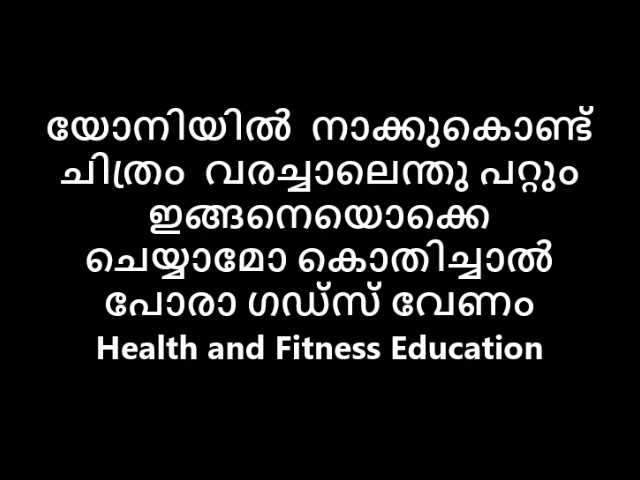 യോനിയിൽ നാക്കുകൊണ്ട്
ചിത്രം വരച്ചാലെന്തു പറ്റും
ഇങ്ങനെയൊക്കെ
ചെയ്യാമോ കൊതിച്ചാൽ
പോരാ ഗഡ്സ് വേണം
Health and Fitness Education